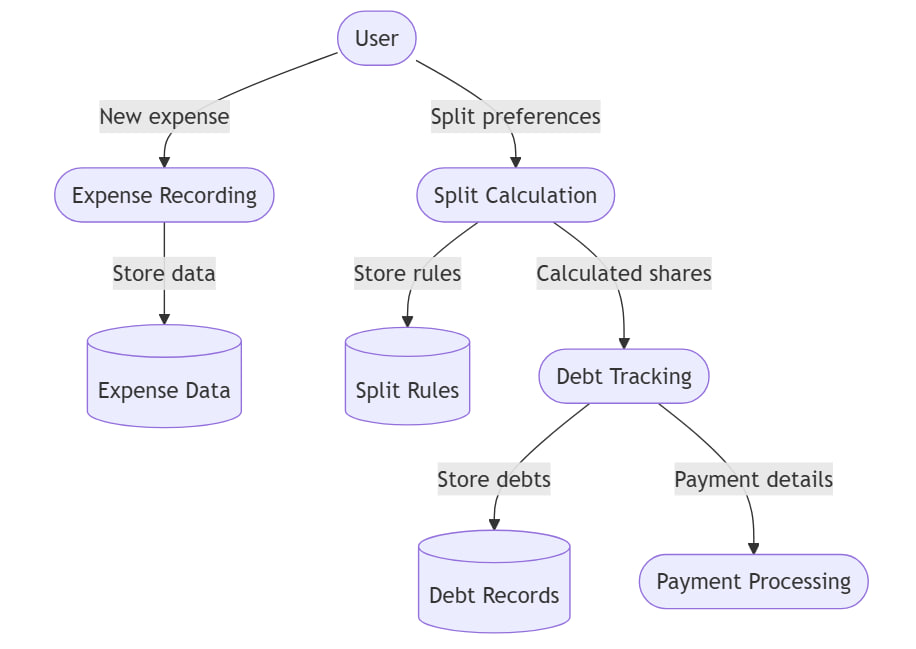 User
New expense
Split preferences
Expense Recording
Split Calculation
Store data
Store rules
Calculated shares
Expense Data
Split Rules
Debt Tracking
Store debts
Payment details
Debt Records
Payment Processing